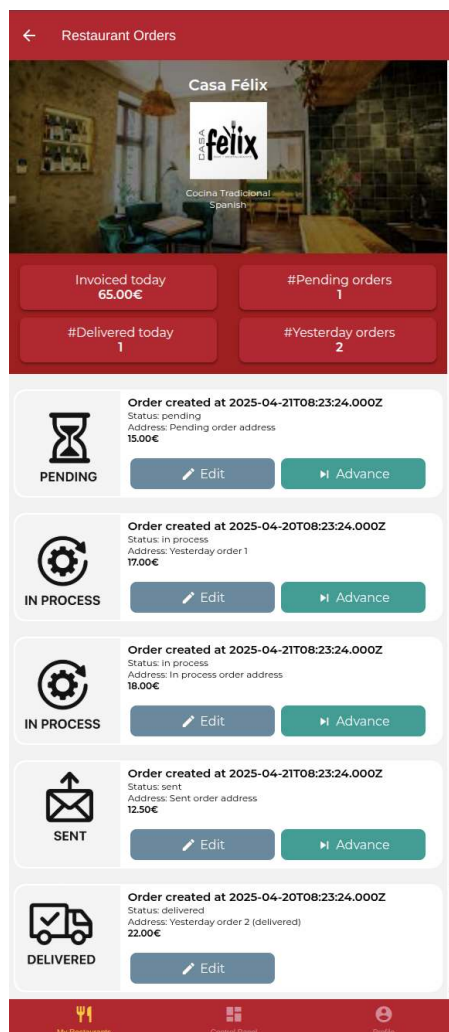 Restaurant Orders
Casa Félix
CASA
felix
Cocina Tradicional
Spanish
Invoiced today
65.00€
#Pending orders
1
#Delivered today
1
#Yesterday orders
2
Order created at 2025-04-21T08:23:24.000Z
Status: pending
Address: Pending order address
15.00€
PENDING
Edit
Advance
Order created at 2025-04-20T08:23:24.000Z
Status: in process
Address: Yesterday order 1
17.00€
IN PROCESS
Edit
Advance
Order created at 2025-04-21T08:23:24.000Z
Status: in process
Address: In process order address
18.00€
IN PROCESS
Edit
Advance
Order created at 2025-04-21T08:23:24.000Z
Status: sent
Address: Sent order address
12.50€
SENT
Edit
Advance
Order created at 2025-04-20T08:23:24.000Z
Status: delivered
Address: Yesterday order 2 (delivered)
22.00€
DELIVERED
Edit
My Restaurants
Control Panel
Profile